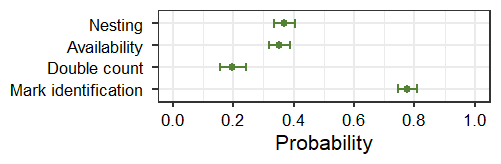 Nesting
Availability
Double count
Mark identification
0.0 0.2 0.4 0.6 0.8 1.0
Probability